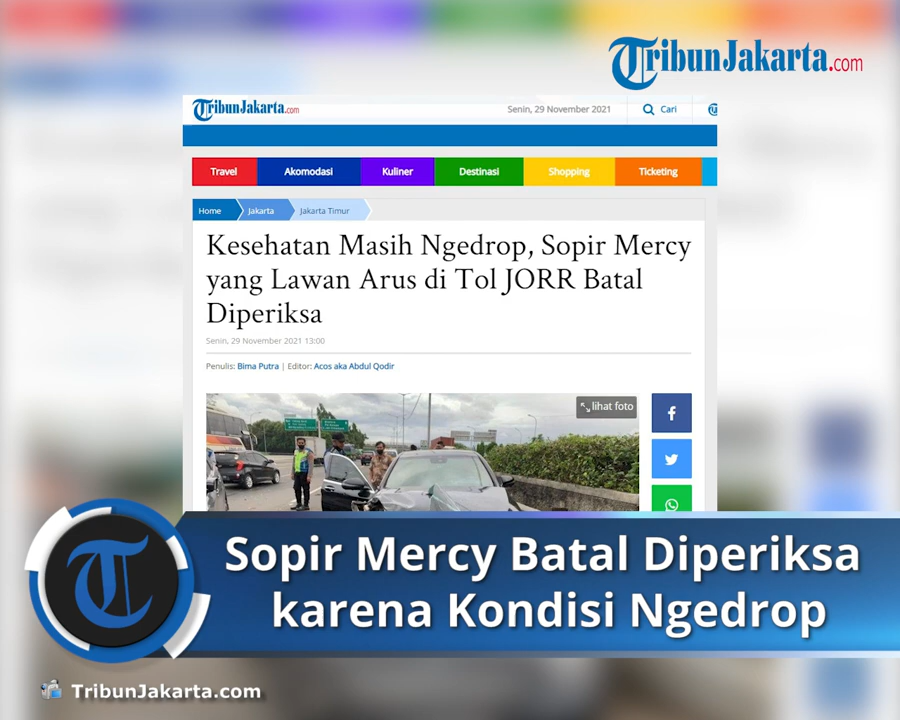 TribunJakarta.com
TribunJakarta.com
Senin, 29 November 2021
Cari
Travel
Akomodasi
Kuliner
Destinasi
Shopping
Ticketing
Home
Jakarta
Jakarta Timur
Kesehatan Masih Ngedrop, Sopir Mercy
yang Lawan Arus di Tol JORR Batal
Diperiksa
Senin, 29 November 2021 13:00
Penulis: Bima Putra | Editor: Acos aka Abdul Qodir
lihat foto
Sopir Mercy Batal Diperiksa
karena Kondisi Ngedrop
TribunJakarta.com